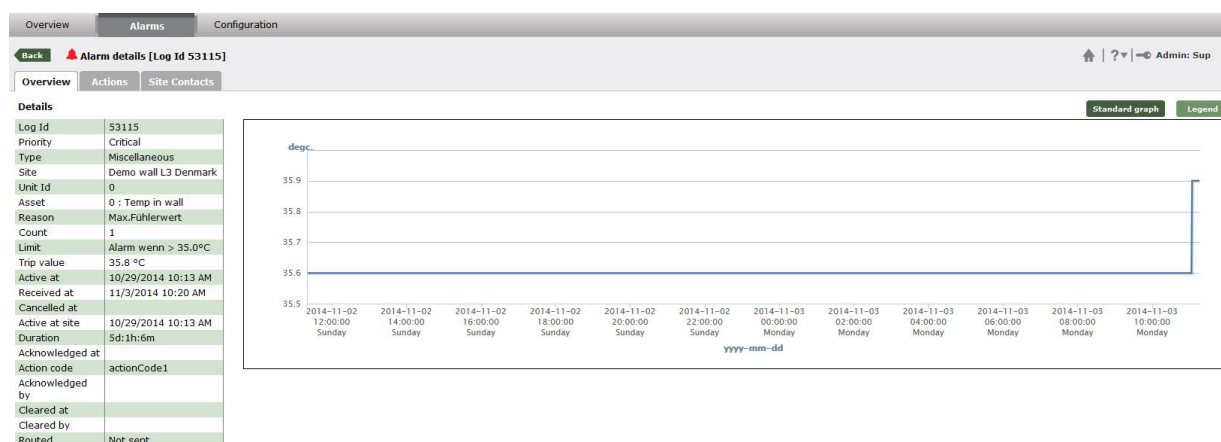 Overview Alarms Configuration
Back Alarm details [Log Id 53115] ? Admin: Sup
Overview Actions Site Contacts
Details
Standard graph Legend
Log Id 53115
Priority Critical
Type Miscellaneous
Site Demo wall L3 Denmark
Unit Id 0
Asset 0 : Temp in wall
Reason Max.Fühlerwert
Count 1
Limit Alarm wenn > 35.0°C
Trip value 35.8 °C
Active at 10/29/2014 10:13 AM
Received at 11/3/2014 10:20 AM
Cancelled at
Active at site 10/29/2014 10:13 AM
Duration 5d:1h:6m
Acknowledged at
Action code actionCode1
Acknowledged
by
Cleared at
Cleared by
Routed Not sent
degc.
35.9
35.8
35.7
35.6
35.5
2014-11-02 2014-11-02 2014-11-02 2014-11-02 2014-11-02 2014-11-02 2014-11-03 2014-11-03 2014-11-03 2014-11-03 2014-11-03 2014-11-03
12:00:00 14:00:00 16:00:00 18:00:00 20:00:00 22:00:00 00:00:00 02:00:00 04:00:00 06:00:00 08:00:00 10:00:00
Sunday Sunday Sunday Sunday Sunday Sunday Monday Monday Monday Monday Monday Monday
yyyy-mm-dd